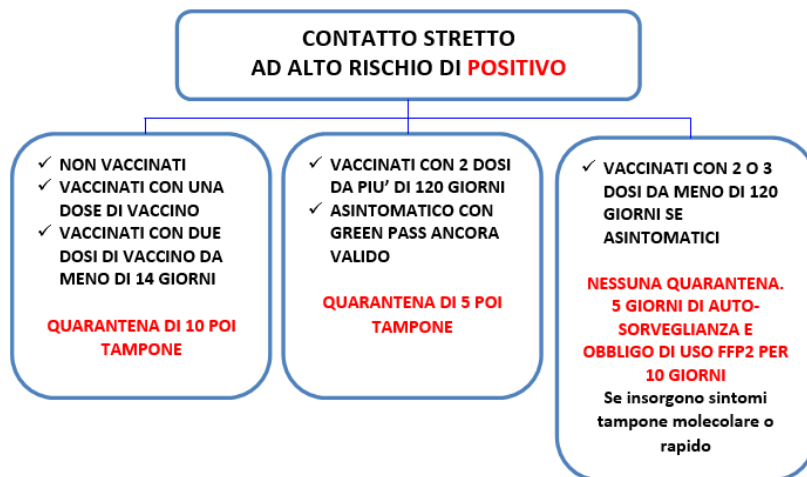 CONTATTO STRETTO
AD ALTO RISCHIO DI POSITIVO
✓ NON VACCINATI
✓ VACCINATI CON UNA
DOSE DI VACCINO
✓ VACCINATI CON DUE
DOSI DI VACCINO DA
MENO DI 14 GIORNI
QUARANTENA DI 10 POI
TAMPONE
✓ VACCINATI CON 2 DOSI
DA PIU' DI 120 GIORNI
✓ ASINTOMATICO CON
GREEN PASS ANCORA
VALIDO
QUARANTENA DI 5 POI
TAMPONE
✓ VACCINATI CON 2 O 3
DOSI DA MENO DI 120
GIORNI SE
ASINTOMATICI
NESSUNA QUARANTENA.
5 GIORNI DI AUTO-
SORVEGLIANZA E
OBBLIGO DI USO FFP2 PER
10 GIORNI
Se insorgono sintomi
tampone molecolare o
rapido